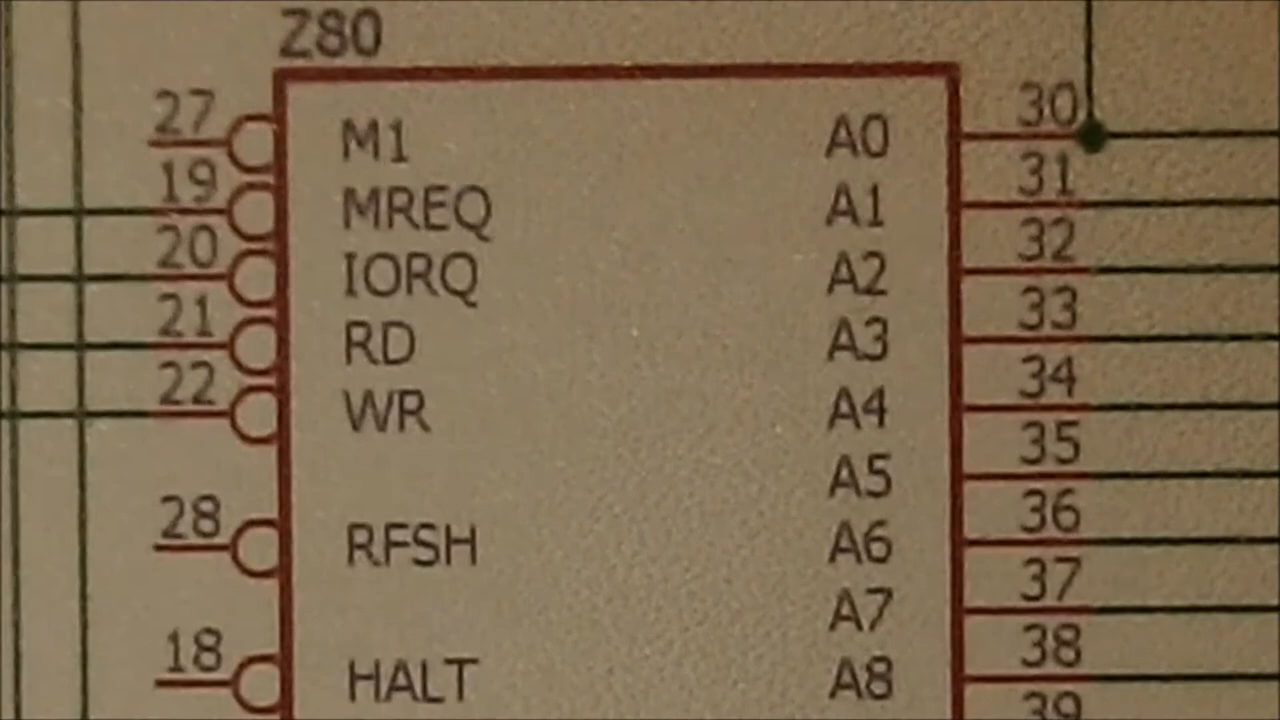 Z80
27 M1 A0 30
19 MREQ A1 31
20 IORQ A2 32
21 RD A3 33
22 WR A4 34
A5 35
28 RFSH A6 36
A7 37
18 HALT A8 38
39